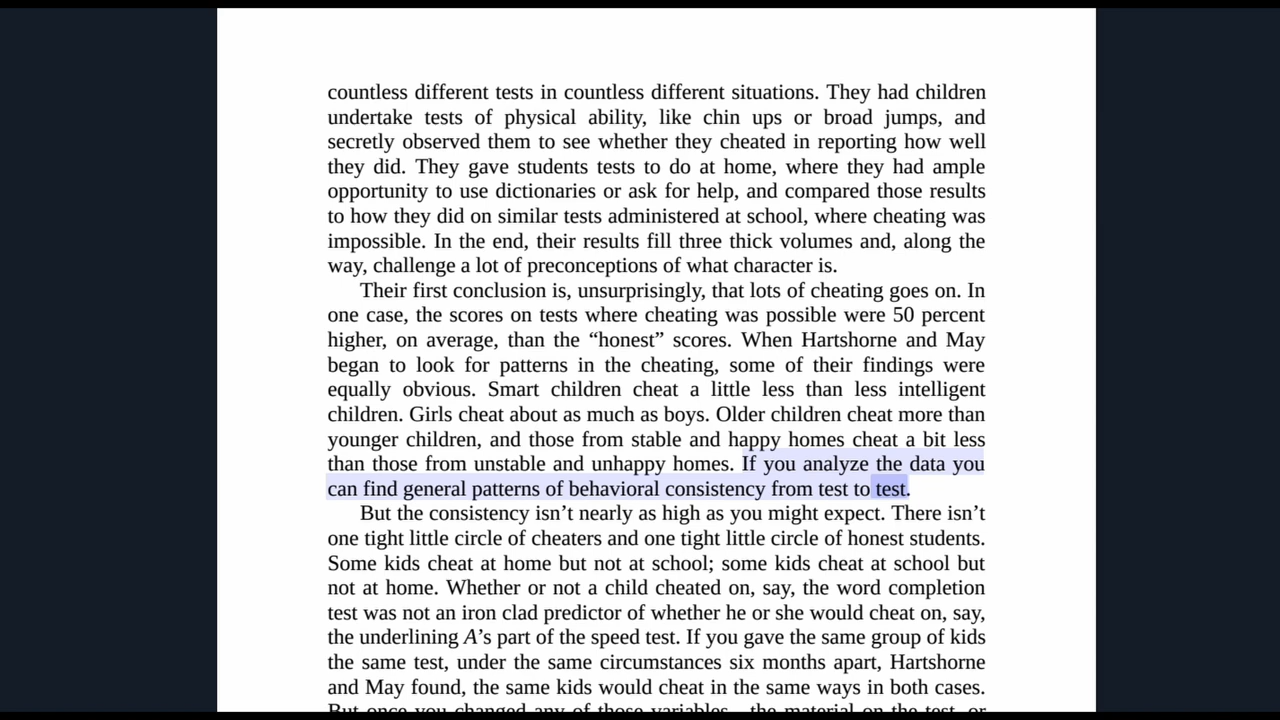 countless different tests in countless different situations. They had children
undertake tests of physical ability, like chin ups or broad jumps, and
secretly observed them to see whether they cheated in reporting how well
they did. They gave students tests to do at home, where they had ample
opportunity to use dictionaries or ask for help, and compared those results
to how they did on similar tests administered at school, where cheating was
impossible. In the end, their results fill three thick volumes and, along the
way, challenge a lot of preconceptions of what character is.
Their first conclusion is, unsurprisingly, that lots of cheating goes on. In
one case, the scores on tests where cheating was possible were 50 percent
higher, on average, than the “honest” scores. When Hartshorne and May
began to look for patterns in the cheating, some of their findings were
equally obvious. Smart children cheat a little less than less intelligent
children. Girls cheat about as much as boys. Older children cheat more than
younger children, and those from stable and happy homes cheat a bit less
than those from unstable and unhappy homes. If you analyze the data you
can find general patterns of behavioral consistency from test to test.
But the consistency isn’t nearly as high as you might expect. There isn’t
one tight little circle of cheaters and one tight little circle of honest students.
Some kids cheat at home but not at school; some kids cheat at school but
not at home. Whether or not a child cheated on, say, the word completion
test was not an iron clad predictor of whether he or she would cheat on, say,
the underlining A’s part of the speed test. If you gave the same group of kids
the same test, under the same circumstances six months apart, Hartshorne
and May found, the same kids would cheat in the same ways in both cases.
But once you changed any of those variables—the material on the test, or